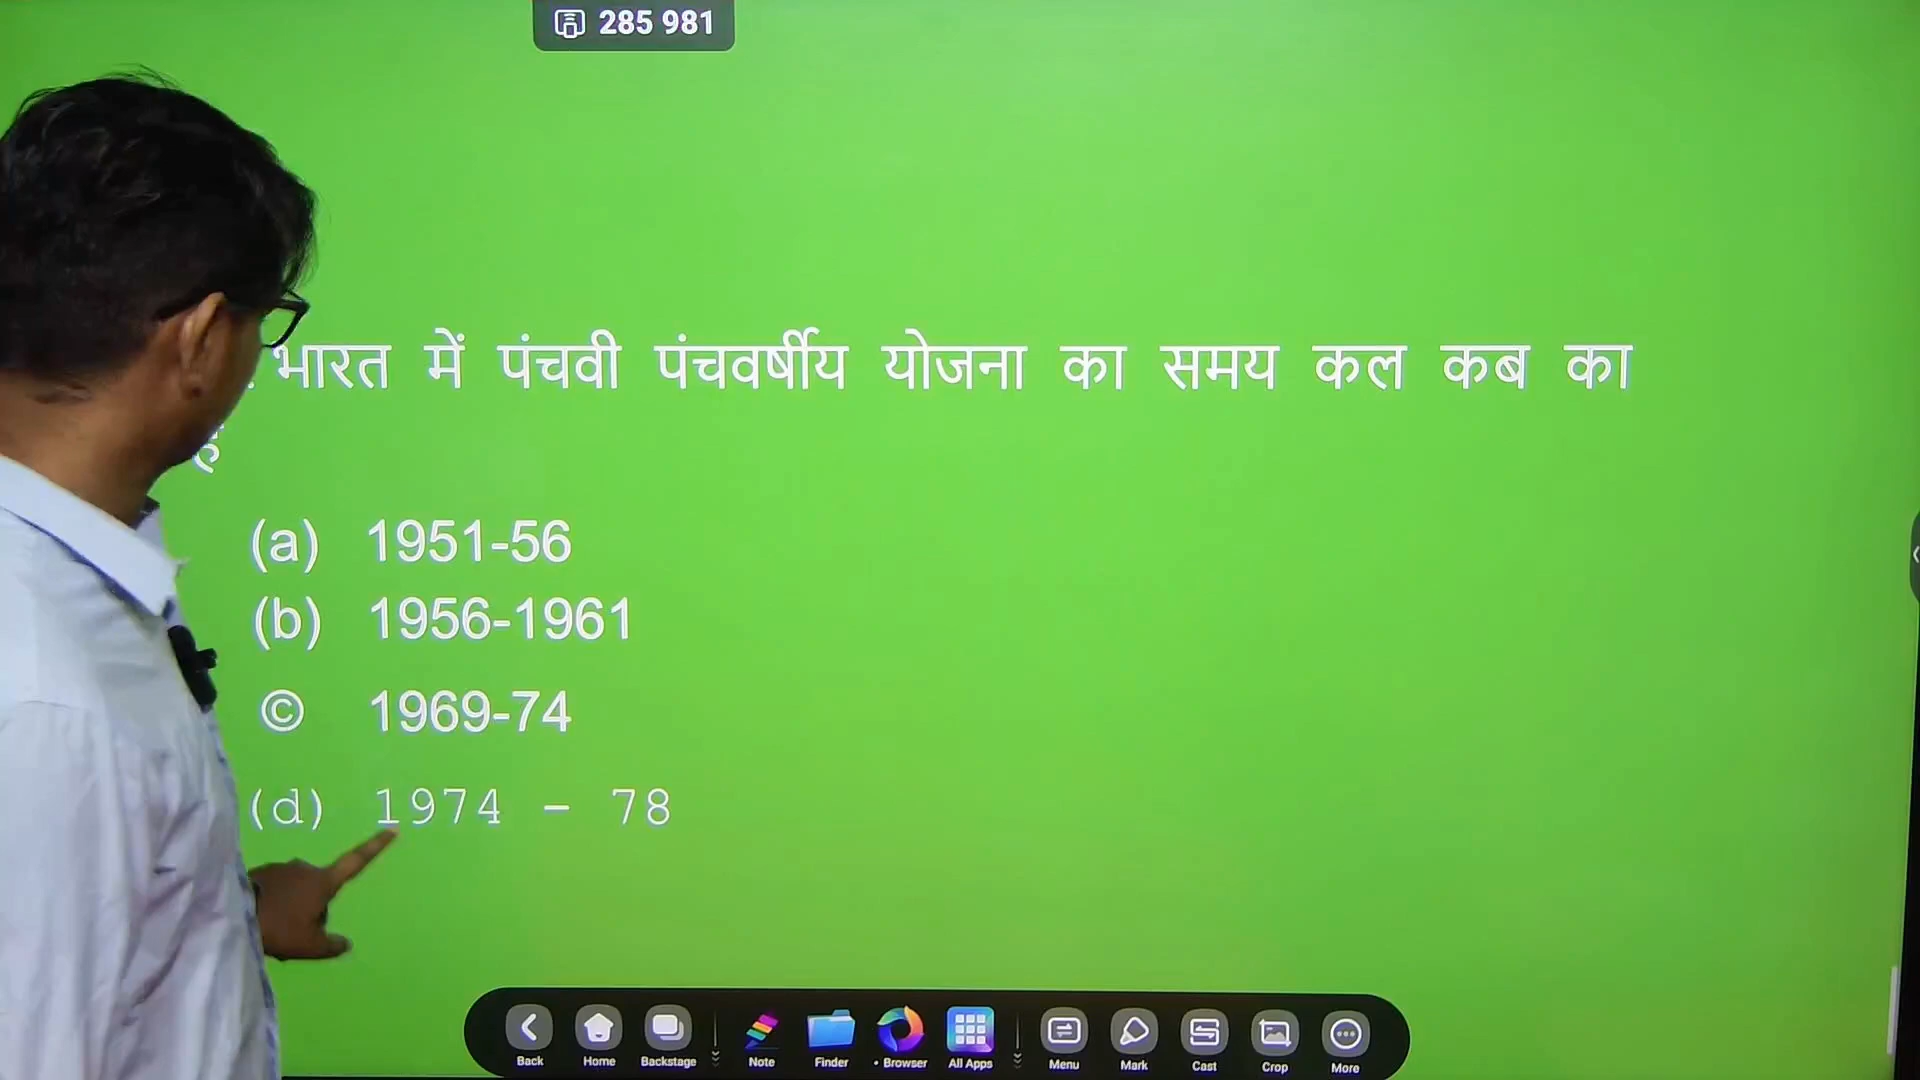 285 981
भारत में पंचवी पंचवर्षीय योजना का समय कल कब का
(a) 1951-56
(b) 1956-1961
© 1969-74
(d) 1974 - 78
Back Home Backstage Note Finder • Browser All Apps Menu Mark Cast Crop More